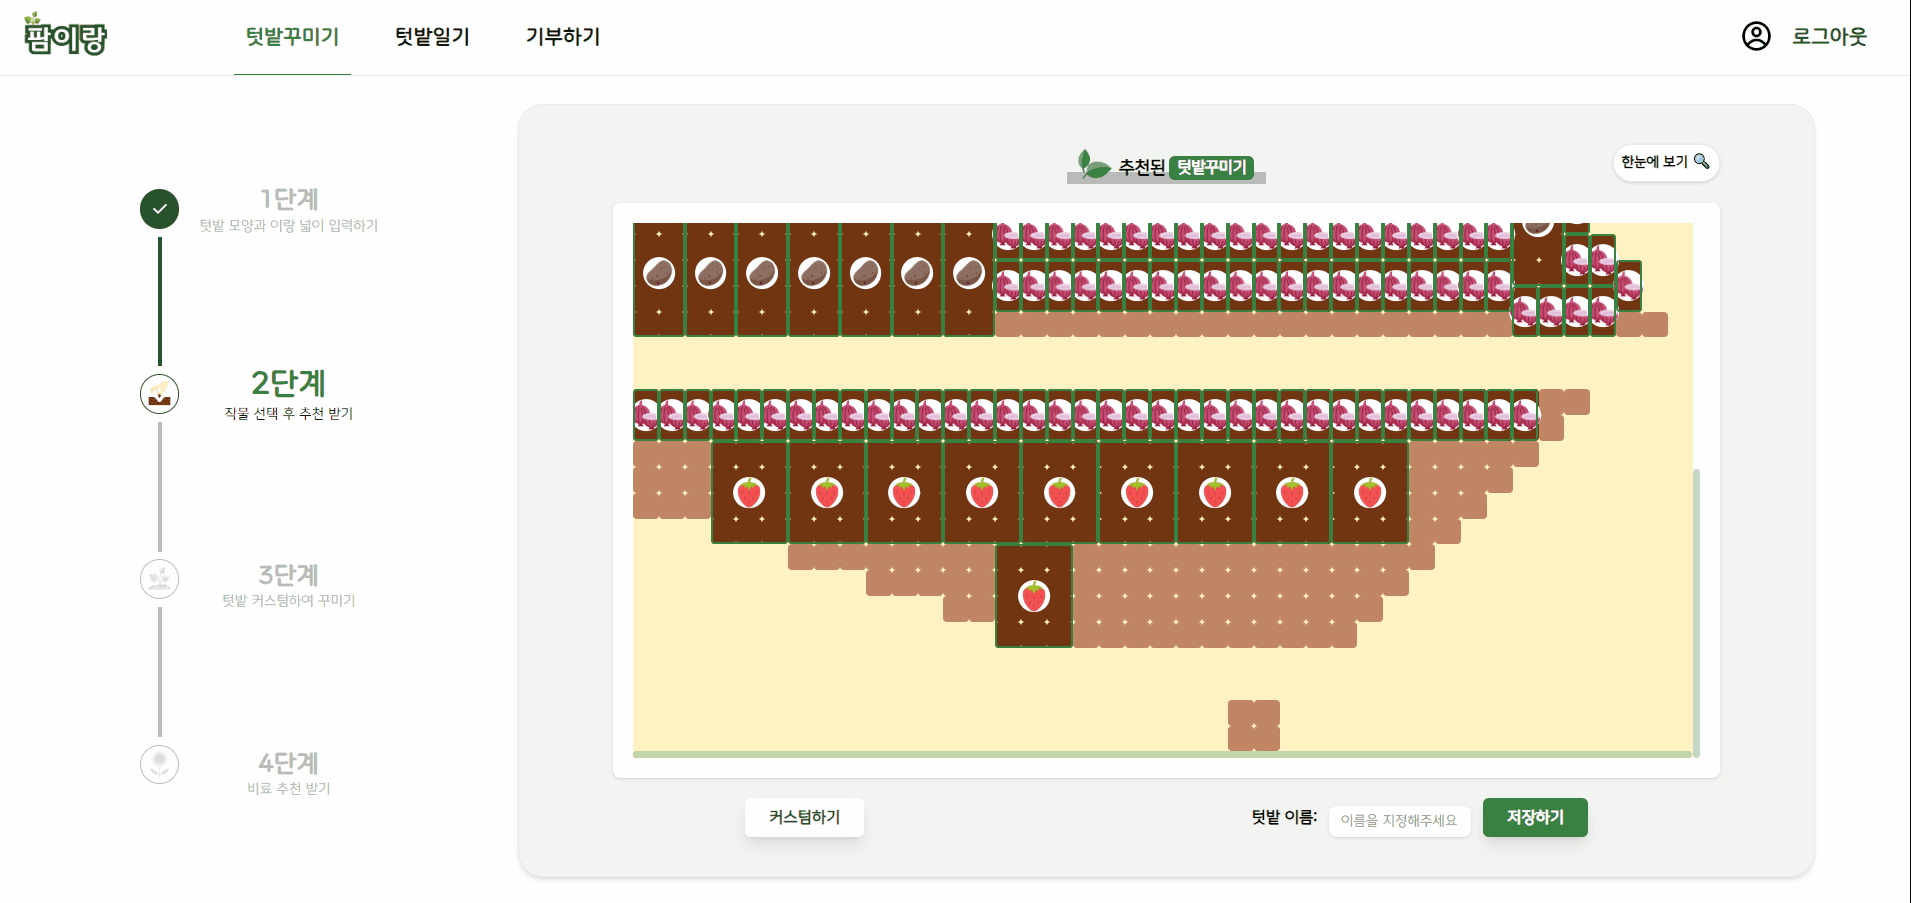 팜이랑
텃밭꾸미기
텃밭일기
기부하기
로그아웃
1단계
텃밭 모양과 이랑 넓이 입력하기
2단계
작물 선택 후 추천 받기
3단계
텃밭 커스텀하여 꾸미기
4단계
비료 추천 받기
추천된 텃밭꾸미기
한눈에 보기
커스텀하기
텃밭 이름:
이름을 지정해주세요
저장하기